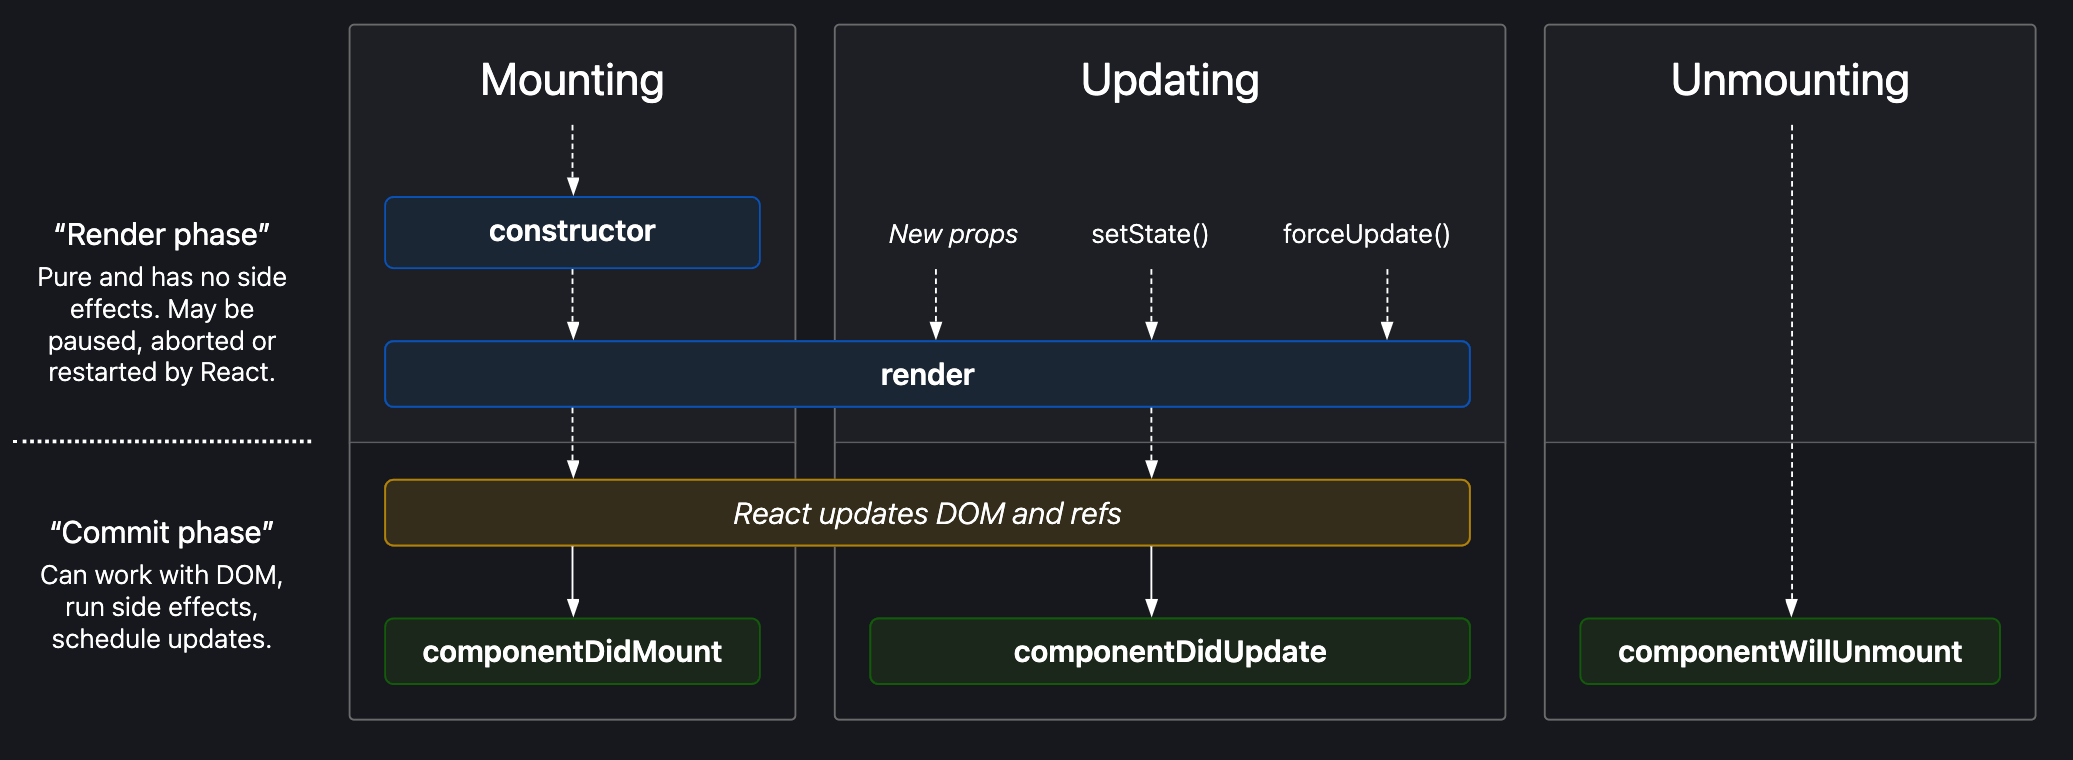 Mounting
Updating
Unmounting
“Render phase”
Pure and has no side
effects. May be
paused, aborted or
restarted by React.
constructor
New props
setState()
forceUpdate()
render
“Commit phase”
Can work with DOM,
run side effects,
schedule updates.
React updates DOM and refs
componentDidMount
componentDidUpdate
componentWillUnmount